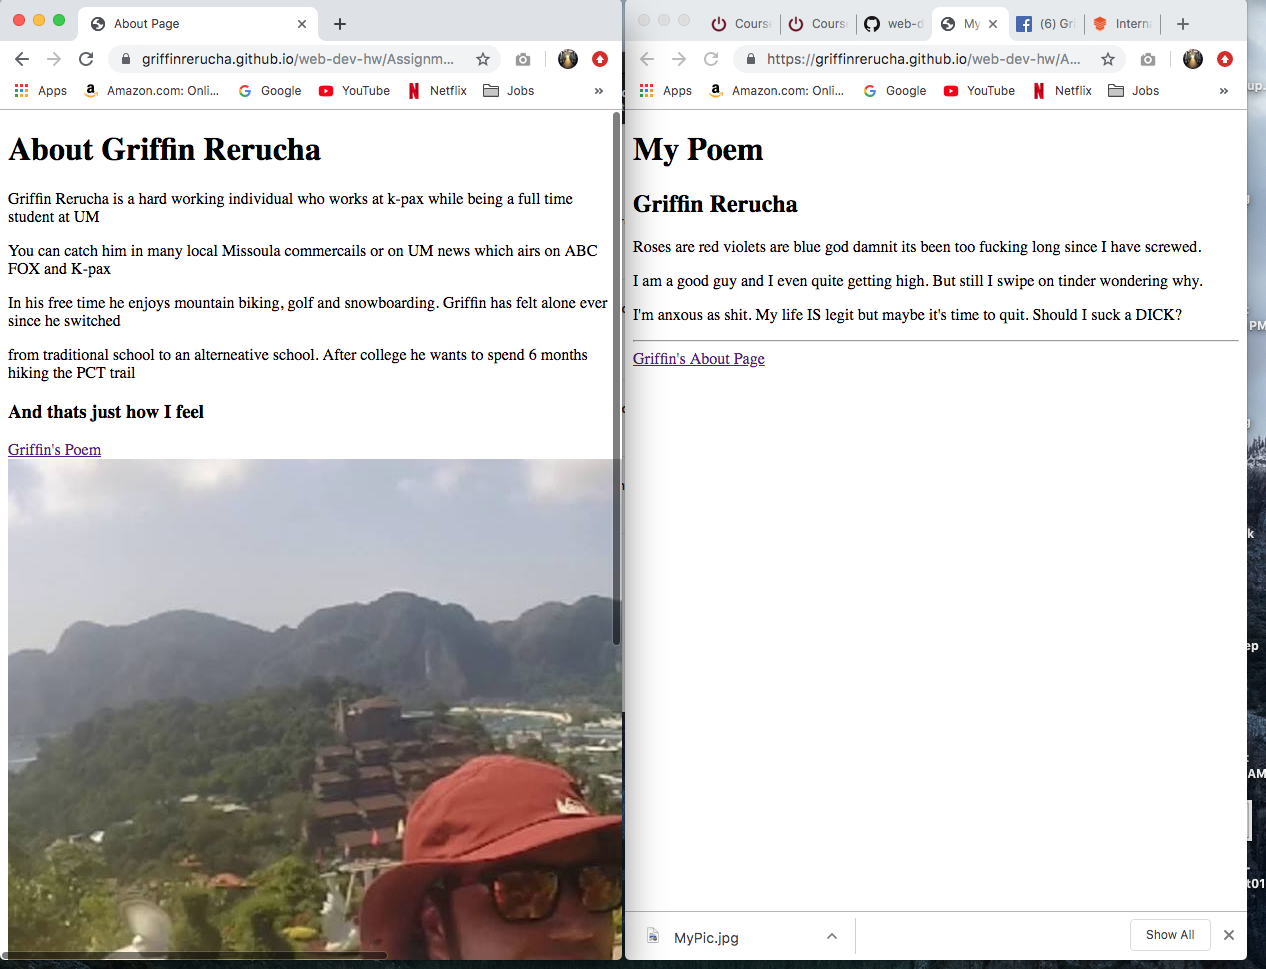 About Page
griffinrerucha.github.io/web-dev-hw/Assignm...
Apps
Amazon.com: Onli...
Google
YouTube
Netflix
Jobs
»
About Griffin Rerucha
Griffin Rerucha is a hard working individual who works at k-pax while being a full time
student at UM
You can catch him in many local Missoula commercails or on UM news which airs on ABC
FOX and K-pax
In his free time he enjoys mountain biking, golf and snowboarding. Griffin has felt alone ever
since he switched
from traditional school to an alterneative school. After college he wants to spend 6 months
hiking the PCT trail
And thats just how I feel
Griffin's Poem
Cours
Cours
web-d
My
(6) Gri
Interna
https://griffinrerucha.github.io/web-dev-hw/A...
Apps
Amazon.com: Onli...
Google
YouTube
Netflix
Jobs
»
My Poem
Griffin Rerucha
Roses are red violets are blue god damnit its been too fucking long since I have screwed.
I am a good guy and I even quite getting high. But still I swipe on tinder wondering why.
I'm anxous as shit. My life IS legit but maybe it's time to quit. Should I suck a DICK?
Griffin's About Page
MyPic.jpg
Show All
up.
PM
ep
AM
t01